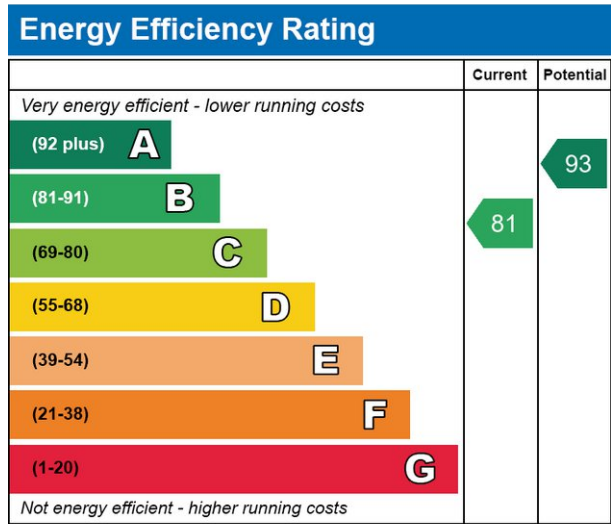 Energy Efficiency Rating
Current Potential
Very energy efficient - lower running costs
(92 plus) A
93
(81-91) B
81
(69-80) C
(55-68) D
(39-54) E
(21-38) F
(1-20) G
Not energy efficient - higher running costs